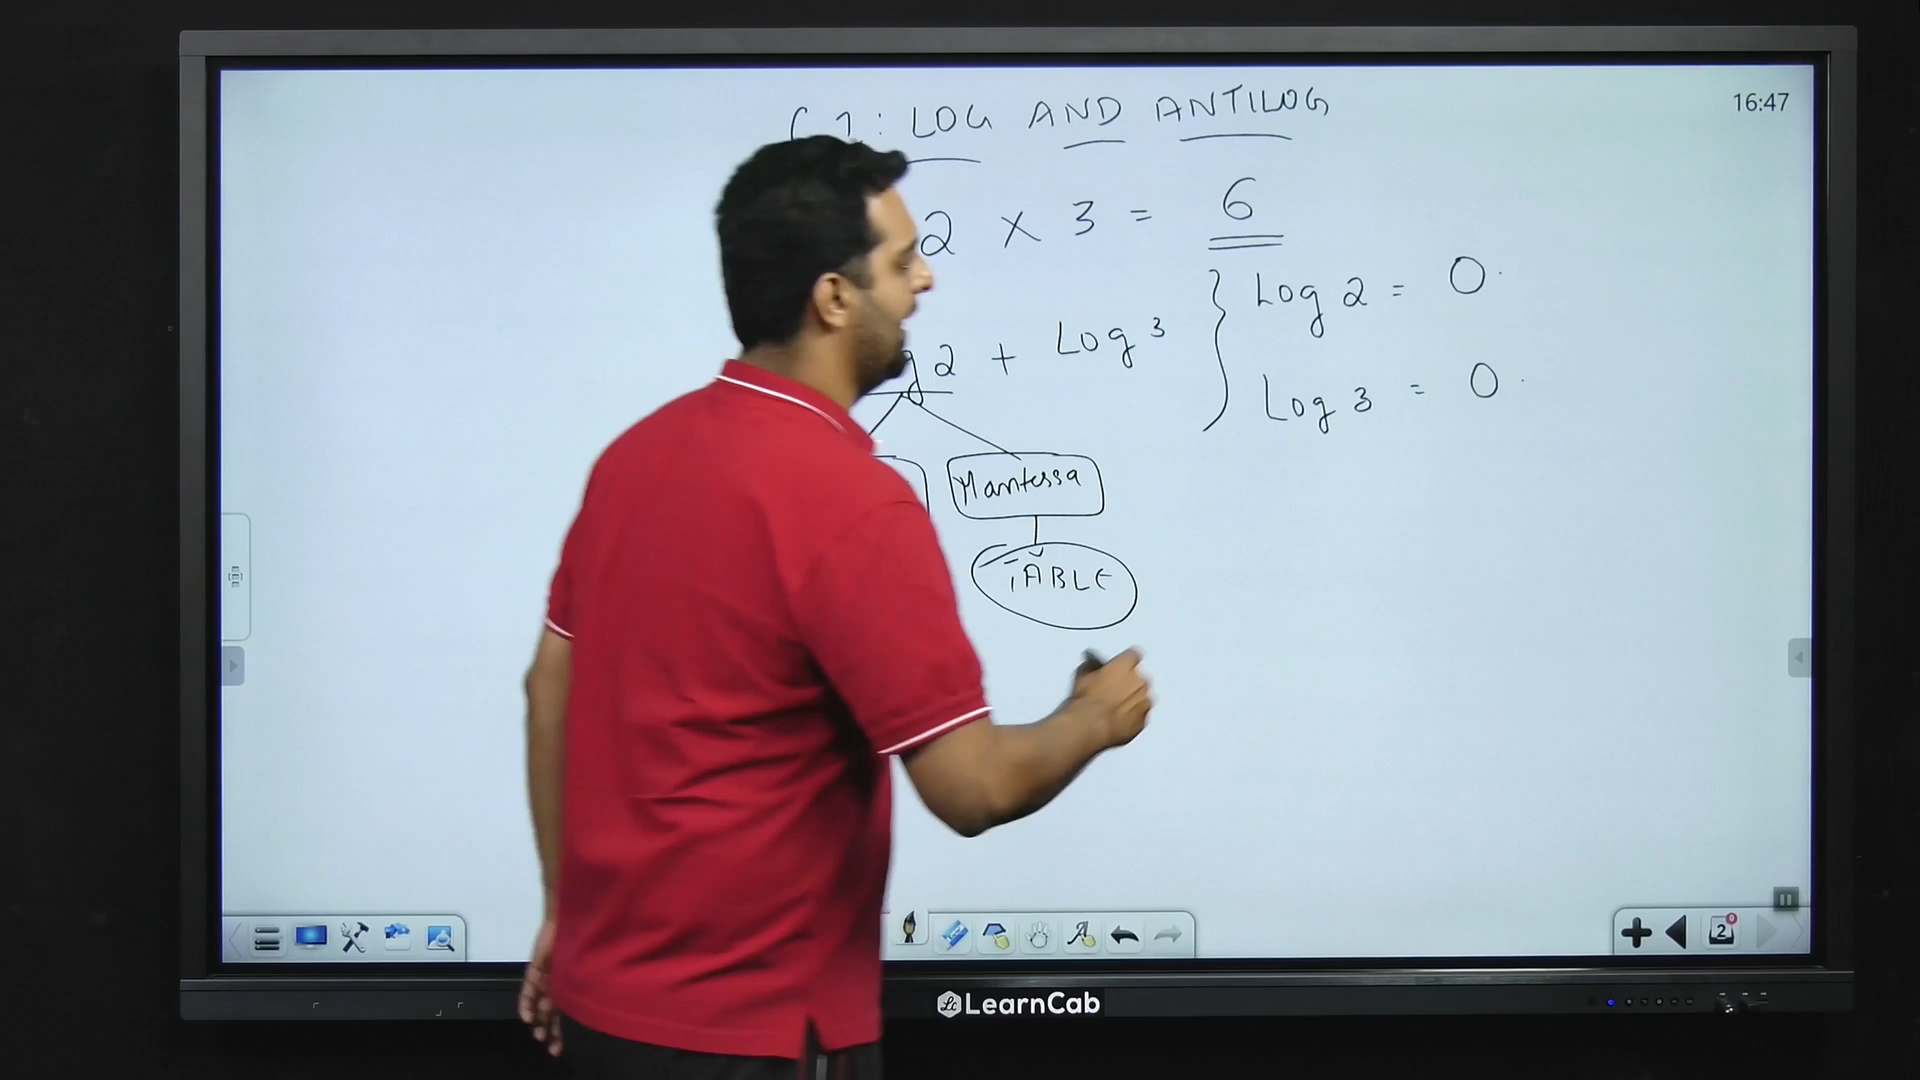 : LOG AND ANTILOG
16:47
2 × 3 = 6
Log 2 = 0.
g 2 + Log 3
Log 3 = 0.
Mantessa
TABLE
2
LearnCab